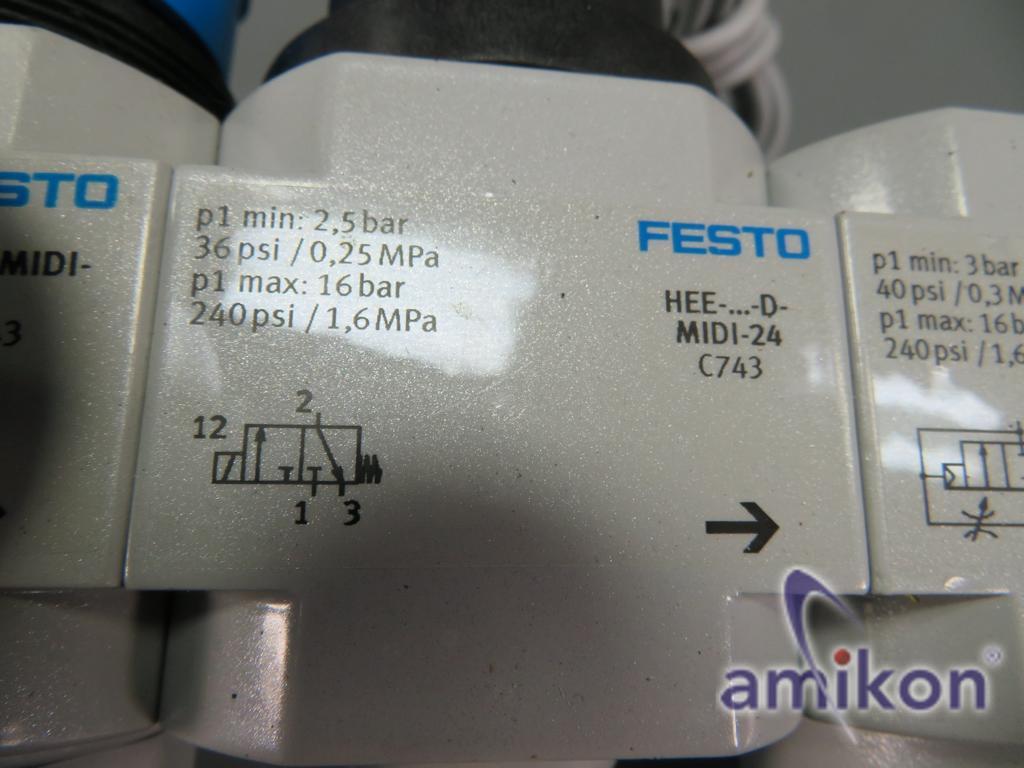 STO
MIDI-
3
p1 min: 2,5 bar
36 psi / 0,25 MPa
p1 max: 16 bar
240 psi / 1,6 MPa
12
2
1 3
FESTO
HEE-...-D-
MIDI-24
C743
p1 min: 3 bar
40 psi / 0,3 M
p1 max: 16 b
240 psi / 1,6
amikon®